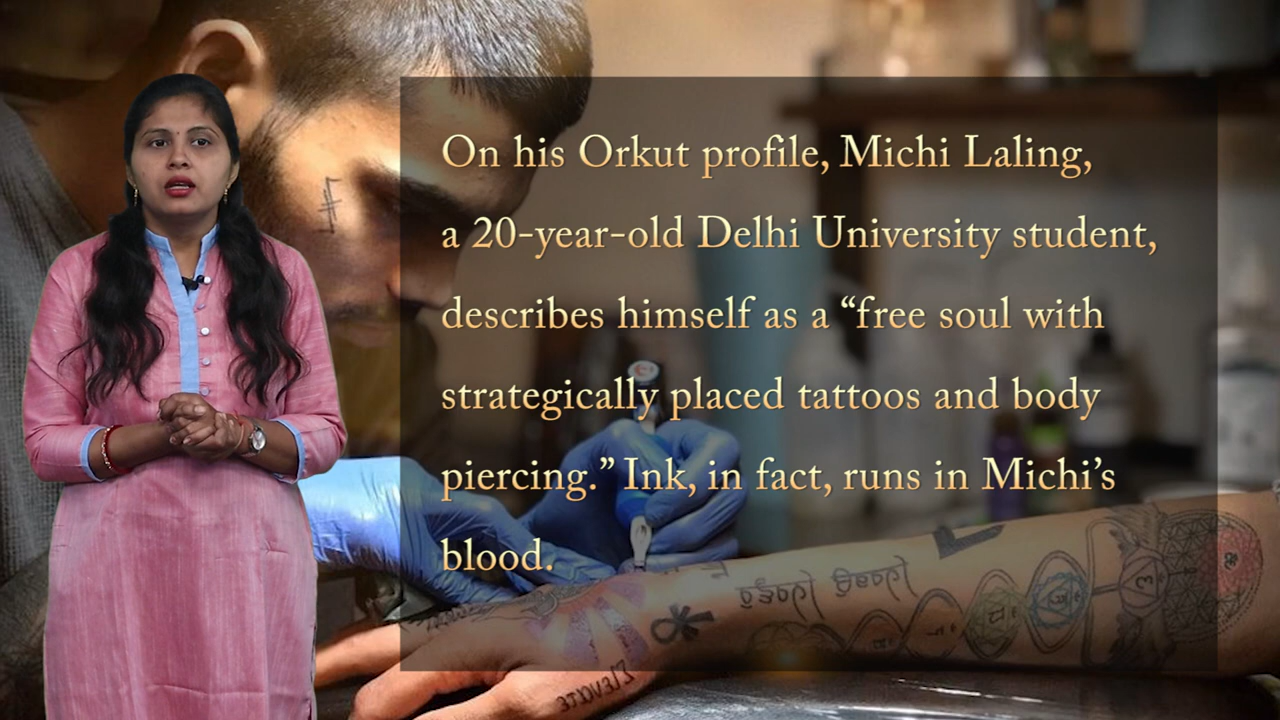 On his Orkut profile, Michi Laling,
a 20-year-old Delhi University student,
describes himself as a “free soul with
strategically placed tattoos and body
piercing.” Ink, in fact, runs in Michi’s
blood.
ELEVATE